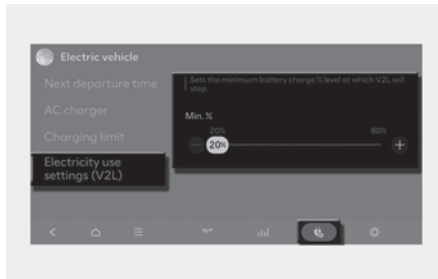 Electric vehicle
Next departure time
AC charger
Charging limit
Electricity use
settings (V2L)
Sets the minimum battery charge % level at which V2L will
stop.
Min. %
20%
80%
20%